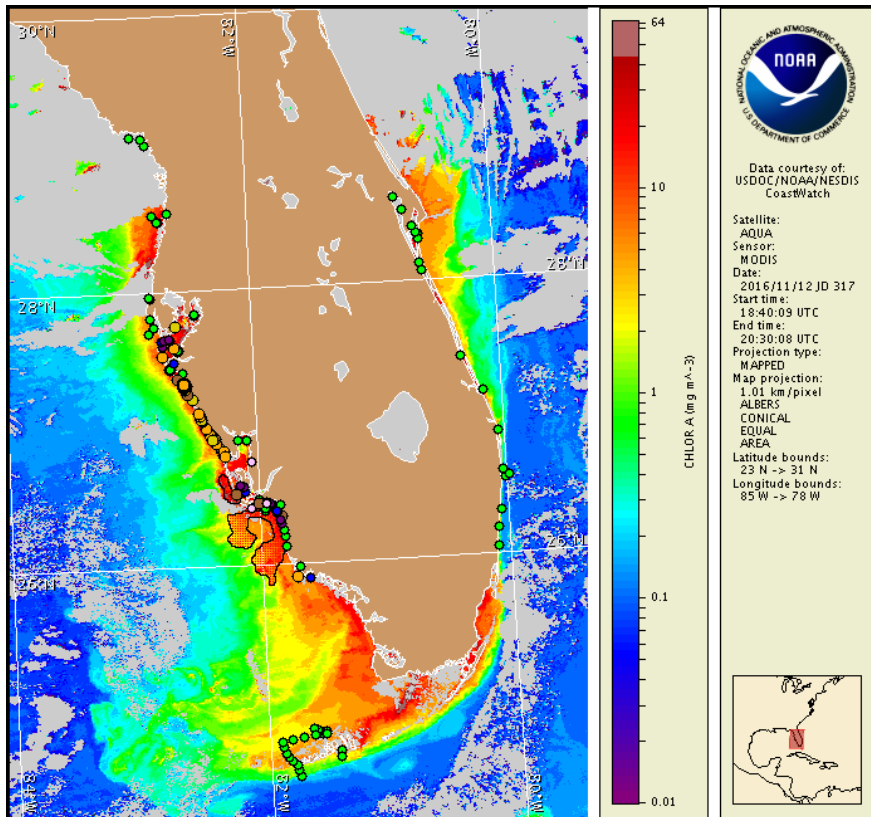 30°N
82°W
80°W
28°N
28°N
26°N
26°N
84°W
82°W
80°W
64
10
1
0.1
0.01
CHLOR A (mg m^-3)
NATIONAL OCEANIC AND ATMOSPHERIC ADMINISTRATION
NOAA
U.S. DEPARTMENT OF COMMERCE
Data courtesy of:
USDOC/NOAA/NESDIS
CoastWatch
Satellite:
AQUA
Sensor:
MODIS
Date:
2016/11/12 JD 317
Start time:
18:40:09 UTC
End time:
20:30:08 UTC
Projection type:
MAPPED
Map projection:
1.01 km/pixel
ALBERS
CONICAL
EQUAL
AREA
Latitude bounds:
23 N -> 31 N
Longitude bounds:
85 W -> 78 W